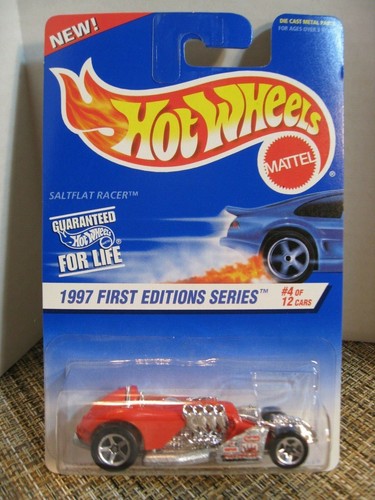 NEW!
DIE CAST METAL PARTS
FOR AGES OVER 3
HOT WHEELS
MATTEL
®
SALTFLAT RACER™
GUARANTEED
HOT WHEELS
FOR LIFE
1997 FIRST EDITIONS SERIES™
#4 OF
12 CARS